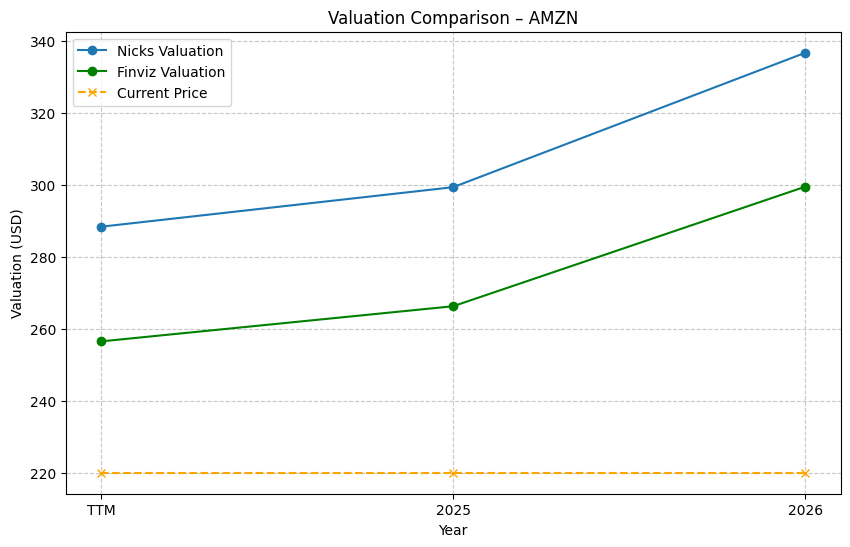 Valuation Comparison – AMZN
Nicks Valuation
Finviz Valuation
Current Price
Valuation (USD)
340
320
300
280
260
240
220
TTM
2025
2026
Year